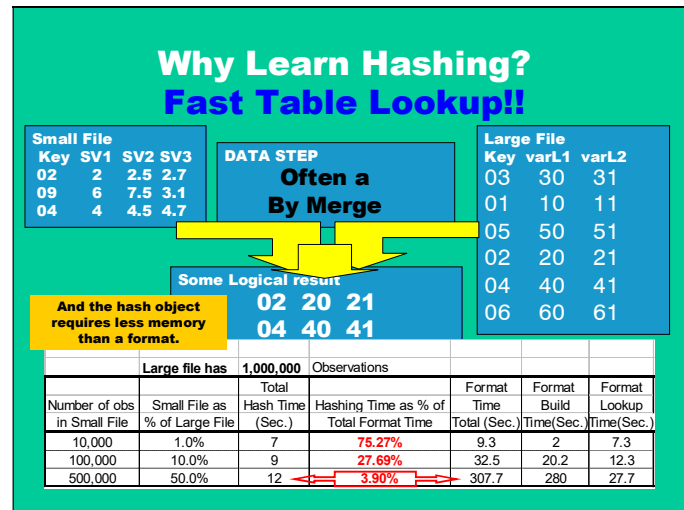 Why Learn Hashing?
Fast Table Lookup!!
Small File
Key SV1 SV2 SV3
02 2 2.5 2.7
09 6 7.5 3.1
04 4 4.5 4.7
DATA STEP
Often a
By Merge
Large File
Key varL1 varL2
03 30 31
01 10 11
05 50 51
02 20 21
04 40 41
06 60 61
Some Logical result
02 20 21
04 40 41
And the hash object
requires less memory
than a format.
Large file has 1,000,000 Observations
Total Format Format Format
Number of obs Small File as Hash Time Hashing Time as % of Time Build Lookup
in Small File % of Large File (Sec.) Total Format Time Total (Sec.) Time(Sec.) Time(Sec.)
10,000 1.0% 7 75.27% 9.3 2 7.3
100,000 10.0% 9 27.69% 32.5 20.2 12.3
500,000 50.0% 12 3.90% 307.7 280 27.7